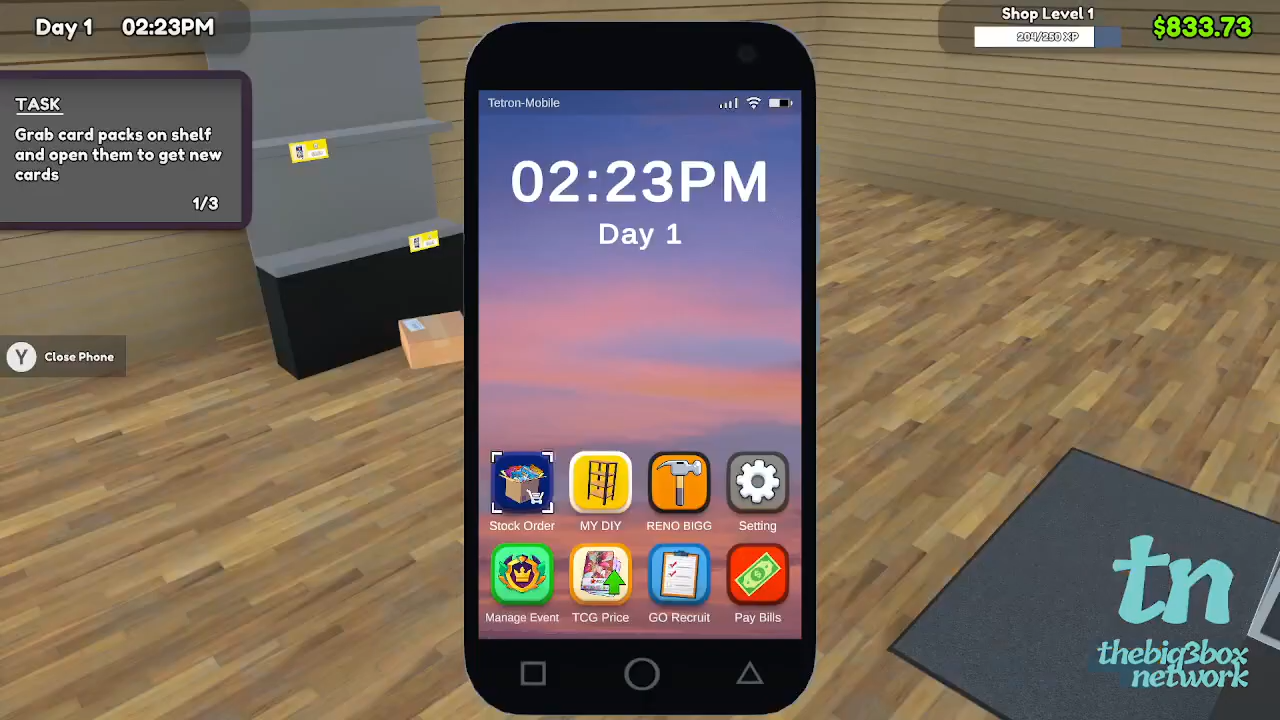 Day 1 02:23PM
Shop Level 1
204/250 XP
$833.73
TASK
Grab card packs on shelf
and open them to get new
cards
1/3
Y Close Phone
Tetron-Mobile
02:23PM
Day 1
Stock Order MY DIY RENO BIGG Setting
Manage Event TCG Price GO Recruit Pay Bills
tn
thebig3box
network